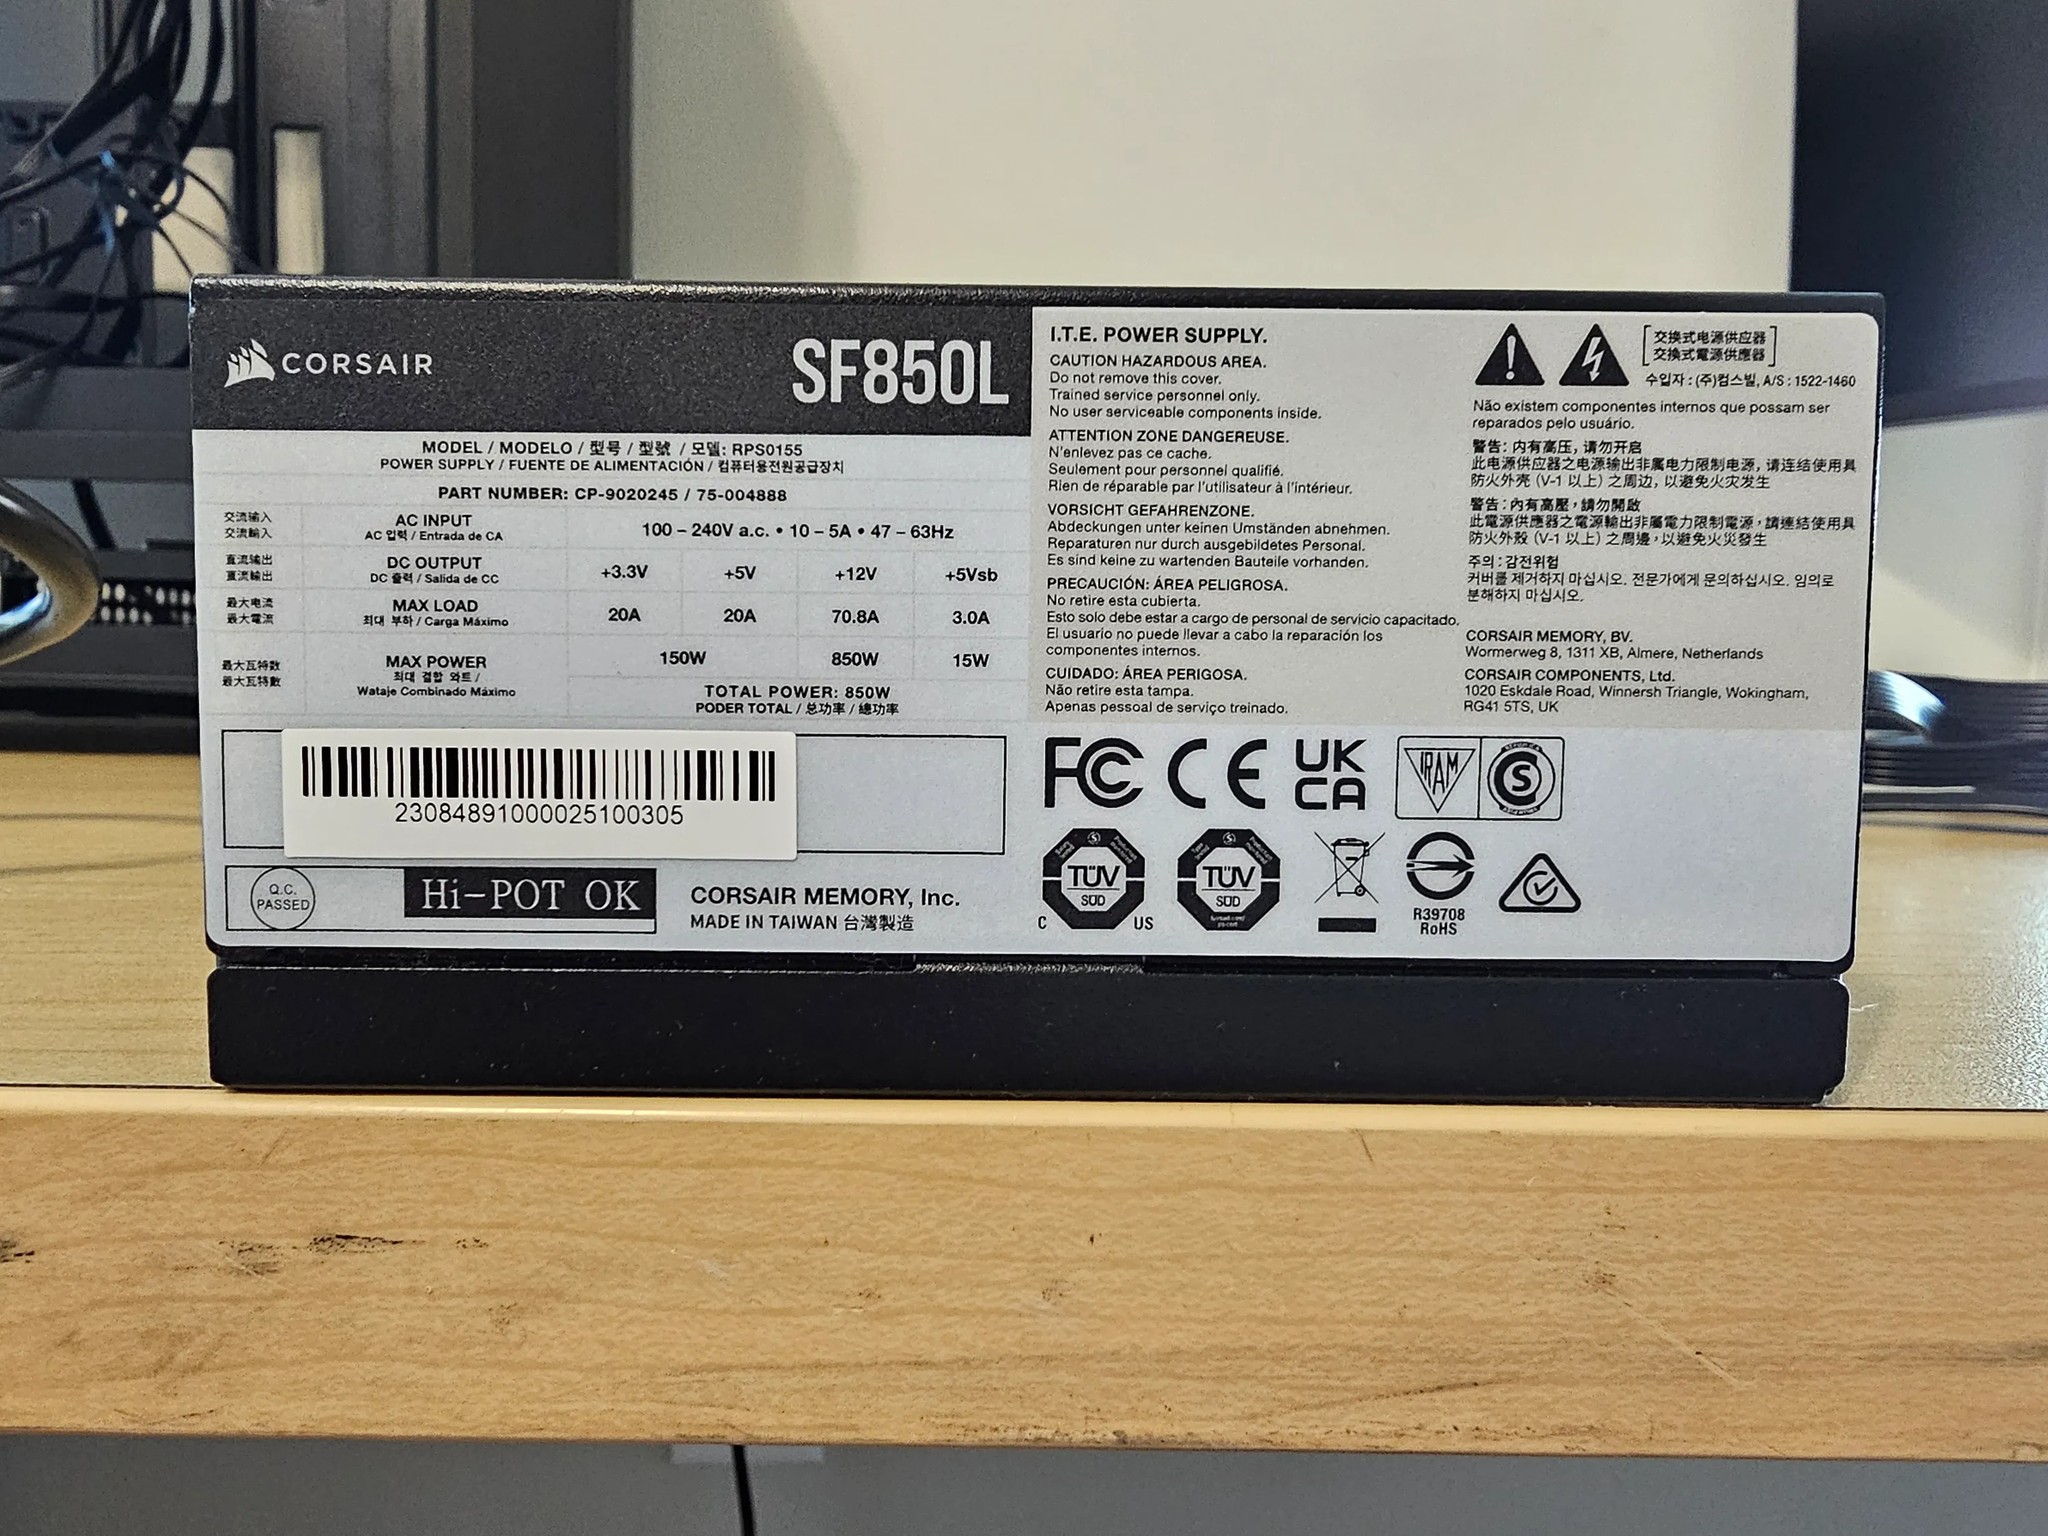 CORSAIR
SF850L
MODEL / MODELO / 型号 / 型號 / 모델: RPS0155
POWER SUPPLY / FUENTE DE ALIMENTACIÓN / 컴퓨터용전원공급장치
PART NUMBER: CP-9020245 / 75-004888
交流输入
交流輸入
AC INPUT
AC 입력 / Entrada de CA
100 – 240V a.c. • 10 – 5A • 47 – 63Hz
直流输出
直流輸出
DC OUTPUT
DC 출력 / Salida de CC
+3.3V +5V +12V +5Vsb
最大电流
最大電流
MAX LOAD
최대 부하 / Carga Máximo
20A 20A 70.8A 3.0A
最大瓦特数
最大瓦特數
MAX POWER
최대 결합 와트 /
Wataje Combinado Máximo
150W 850W 15W
TOTAL POWER: 850W
PODER TOTAL / 总功率 / 總功率
23084891000025100305
Q.C.
PASSED
Hi-POT OK
CORSAIR MEMORY, Inc.
MADE IN TAIWAN 台灣製造
I.T.E. POWER SUPPLY.
CAUTION HAZARDOUS AREA.
Do not remove this cover.
Trained service personnel only.
No user serviceable components inside.
ATTENTION ZONE DANGEREUSE.
N'enlevez pas ce cache.
Seulement pour personnel qualifié.
Rien de réparable par l'utilisateur à l'intérieur.
VORSICHT GEFAHRENZONE.
Abdeckungen unter keinen Umständen abnehmen.
Reparaturen nur durch ausgebildetes Personal.
Es sind keine zu wartenden Bauteile vorhanden.
PRECAUCIÓN: ÁREA PELIGROSA.
No retire esta cubierta.
Esto solo debe estar a cargo de personal de servicio capacitado.
El usuario no puede llevar a cabo la reparación los
componentes internos.
CUIDADO: ÁREA PERIGOSA.
Não retire esta tampa.
Apenas pessoal de serviço treinado.
交換式电源供应器
交換式電源供應器
수입자 : (주)컴스빌, A/S : 1522-1460
Não existem componentes internos que possam ser
reparados pelo usuário.
警告: 内有高压, 请勿开启
此电源供应器之电源输出非属电力限制电源, 请连结使用具
防火外壳 (V-1 以上) 之周边, 以避免火灾发生
警告: 內有高壓, 請勿開啟
此電源供應器之電源輸出非屬電力限制電源, 請連結使用具
防火外殼 (V-1 以上) 之周邊, 以避免火災發生
주의 : 감전위험
커버를 제거하지 마십시오. 전문가에게 문의하십시오. 임의로
분해하지 마십시오.
CORSAIR MEMORY, BV.
Wormerweg 8, 1311 XB, Almere, Netherlands
CORSAIR COMPONENTS, Ltd.
1020 Eskdale Road, Winnersh Triangle, Wokingham,
RG41 5TS, UK
FC CE UK
CA
IRAM
S
TÜV
SÜD
C US
TÜV
SÜD
R39708
RoHS